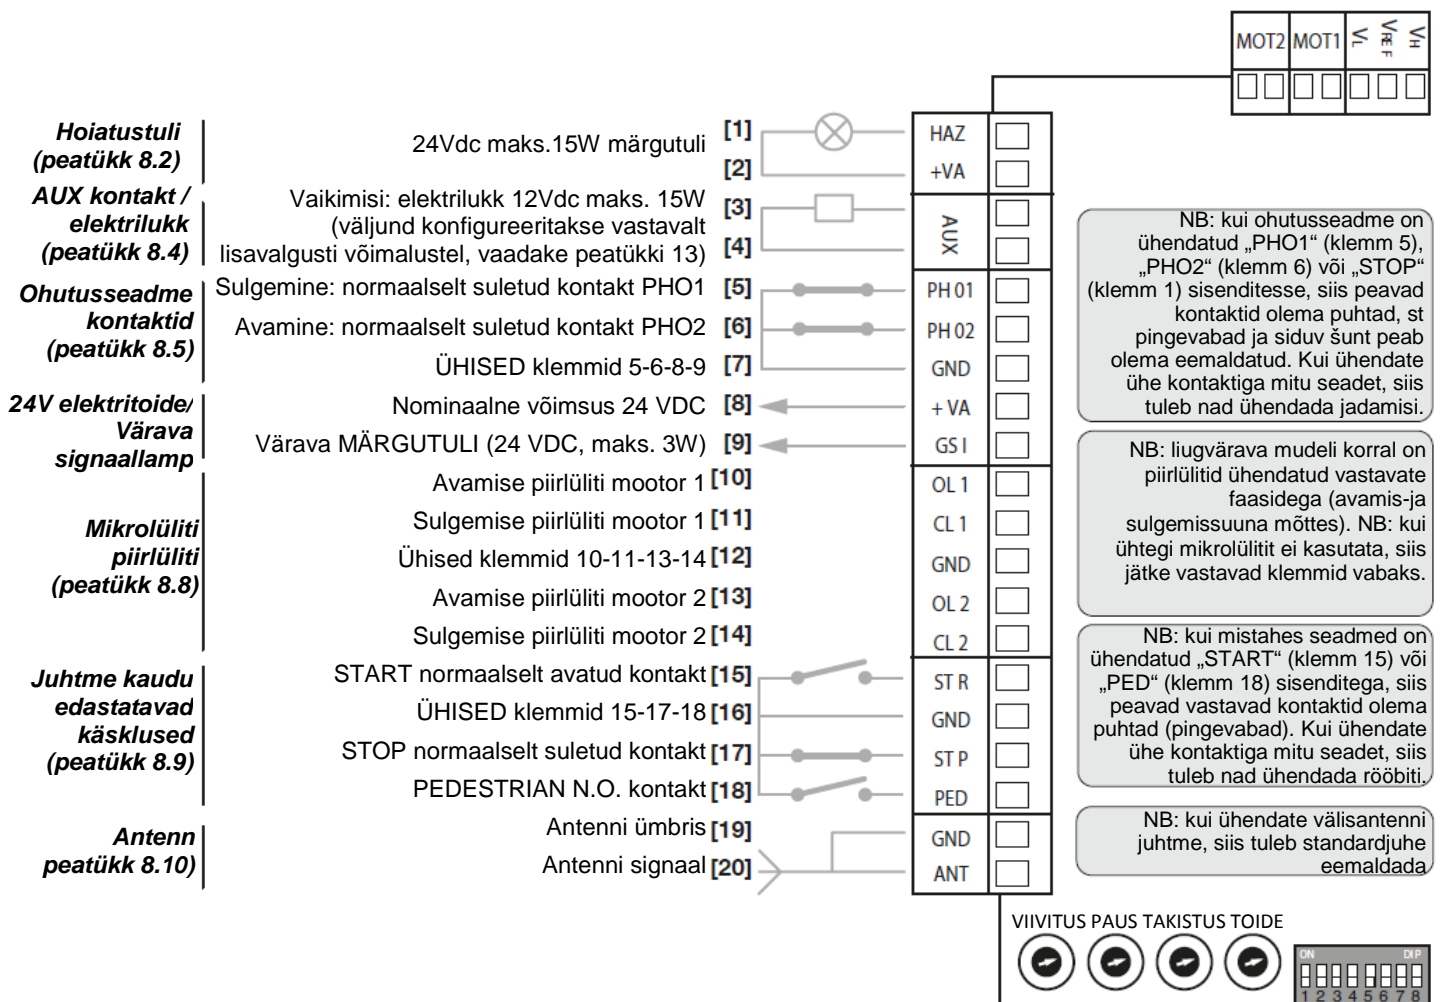 MOT2 MOT1 VL VREF VH
Hoiatustuli
(peatükk 8.2)
24Vdc maks.15W märgutuli
[1]
[2]
HAZ
+VA
AUX kontakt /
elektrilukk
(peatükk 8.4)
Vaikimisi: elektrilukk 12Vdc maks. 15W
(väljund konfigureeritakse vastavalt
lisavalgusti võimalustel, vaadake peatükki 13)
[3]
[4]
AUX
Ohutusseadme
kontaktid
(peatükk 8.5)
Sulgemine: normaalselt suletud kontakt PHO1 [5] PH 01
Avamine: normaalselt suletud kontakt PHO2 [6] PH 02
ÜHISED klemmid 5-6-8-9 [7] GND
24V elektritoide/
Värava
signaallamp
Nominaalne võimsus 24 VDC [8] + VA
Värava MÄRGUTULI (24 VDC, maks. 3W) [9] GS I
Mikrolüliti
piirlüliti
(peatükk 8.8)
Avamise piirlüliti mootor 1 [10] OL 1
Sulgemise piirlüliti mootor 1 [11] CL 1
Ühised klemmid 10-11-13-14 [12] GND
Avamise piirlüliti mootor 2 [13] OL 2
Sulgemise piirlüliti mootor 2 [14] CL 2
Juhtme kaudu
edastatavad
käsklused
(peatükk 8.9)
START normaalselt avatud kontakt [15] ST R
ÜHISED klemmid 15-17-18 [16] GND
STOP normaalselt suletud kontakt [17] ST P
PEDESTRIAN N.O. kontakt [18] PED
Antenn
peatükk 8.10)
Antenni ümbris [19] GND
Antenni signaal [20] ANT
NB: kui ohutusseadme on
ühendatud „PHO1“ (klemm 5),
„PHO2“ (klemm 6) või „STOP“
(klemm 1) sisenditesse, siis peavad
kontaktid olema puhtad, st
pingevabad ja siduv šunt peab
olema eemaldatud. Kui ühendate
ühe kontaktiga mitu seadet, siis
tuleb nad ühendada jadamisi.
NB: liugvärava mudeli korral on
piirlülitid ühendatud vastavate
faasidega (avamis-ja
sulgemissuuna mõttes). NB: kui
ühtegi mikrolülitit ei kasutata, siis
jätke vastavad klemmid vabaks.
NB: kui mistahes seadmed on
ühendatud „START“ (klemm 15) või
„PED“ (klemm 18) sisenditega, siis
peavad vastavad kontaktid olema
puhtad (pingevabad). Kui ühendate
ühe kontaktiga mitu seadet, siis
tuleb nad ühendada rööbiti.
NB: kui ühendate välisantenni
juhtme, siis tuleb standardjuhe
eemaldada
VIIVITUS PAUS TAKISTUS TOIDE
ON DIP
1 2 3 4 5 6 7 8